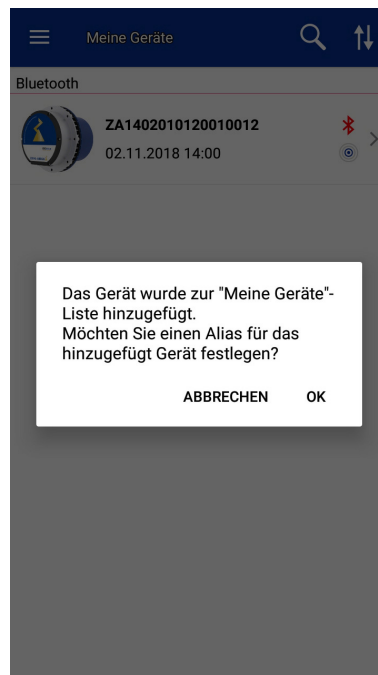 Meine Geräte
Bluetooth
ZA1402010120010012
02.11.2018 14:00
Das Gerät wurde zur "Meine Geräte"-
Liste hinzugefügt.
Möchten Sie einen Alias für das
hinzugefügt Gerät festlegen?
ABBRECHEN OK